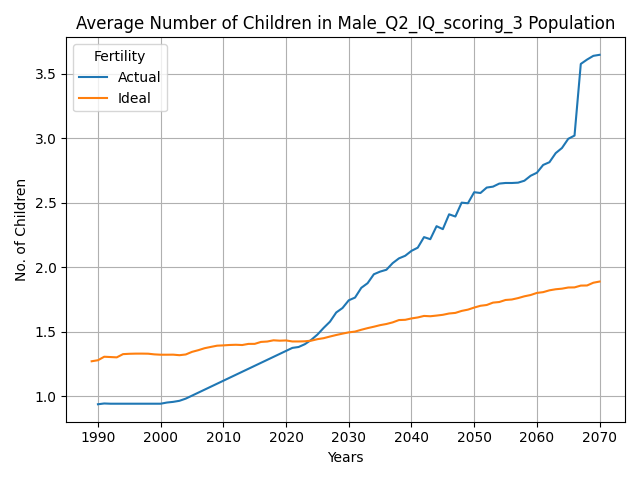 Average Number of Children in Male_Q2_IQ_scoring_3 Population
Fertility
Actual
Ideal
No. of Children
3.5
3.0
2.5
2.0
1.5
1.0
1990 2000 2010 2020 2030 2040 2050 2060 2070
Years